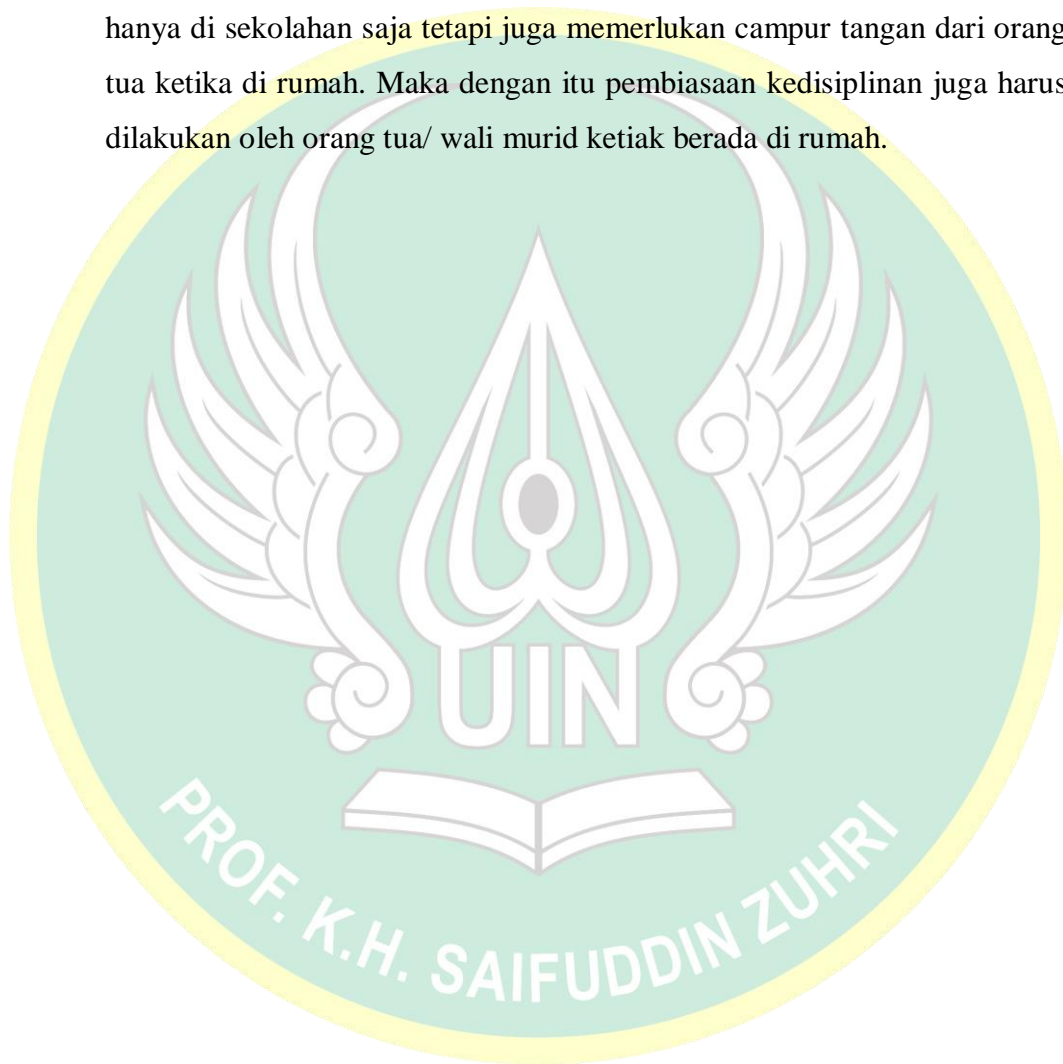 hanya di sekolahan saja tetapi juga memerlukan campur tangan dari orang
tua ketika di rumah. Maka dengan itu pembiasaan kedisiplinan juga harus
dilakukan oleh orang tua/ wali murid ketiak berada di rumah.
UIN
PROF. K.H. SAIFUDDIN ZUHRI